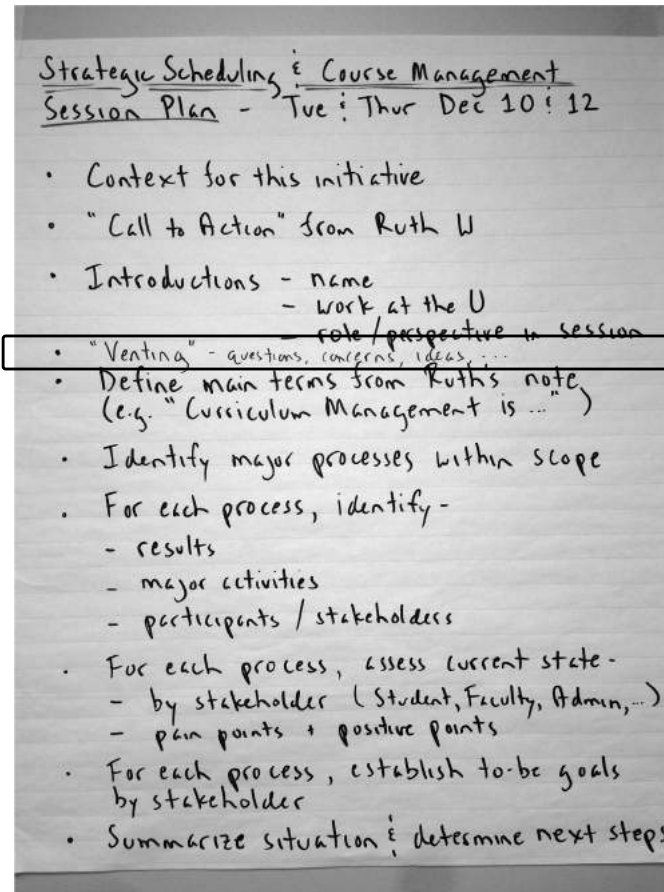 Strategic Scheduling & Course Management
Session Plan - Tue & Thur Dec 10 & 12
• Context for this initiative
• "Call to Action" from Ruth W
• Introductions - name
- work at the U
- role/perspective in session
• "Venting" - questions, concerns, ideas, ...
• Define main terms from Ruth's note
(e.g. "Curriculum Management is ...")
• Identify major processes within scope
• For each process, identify -
- results
- major activities
- participants / stakeholders
• For each process, assess current state -
- by stakeholder (Student, Faculty, Admin, ...)
- pain points + positive points
• For each process, establish to-be goals
by stakeholder
• Summarize situation & determine next steps